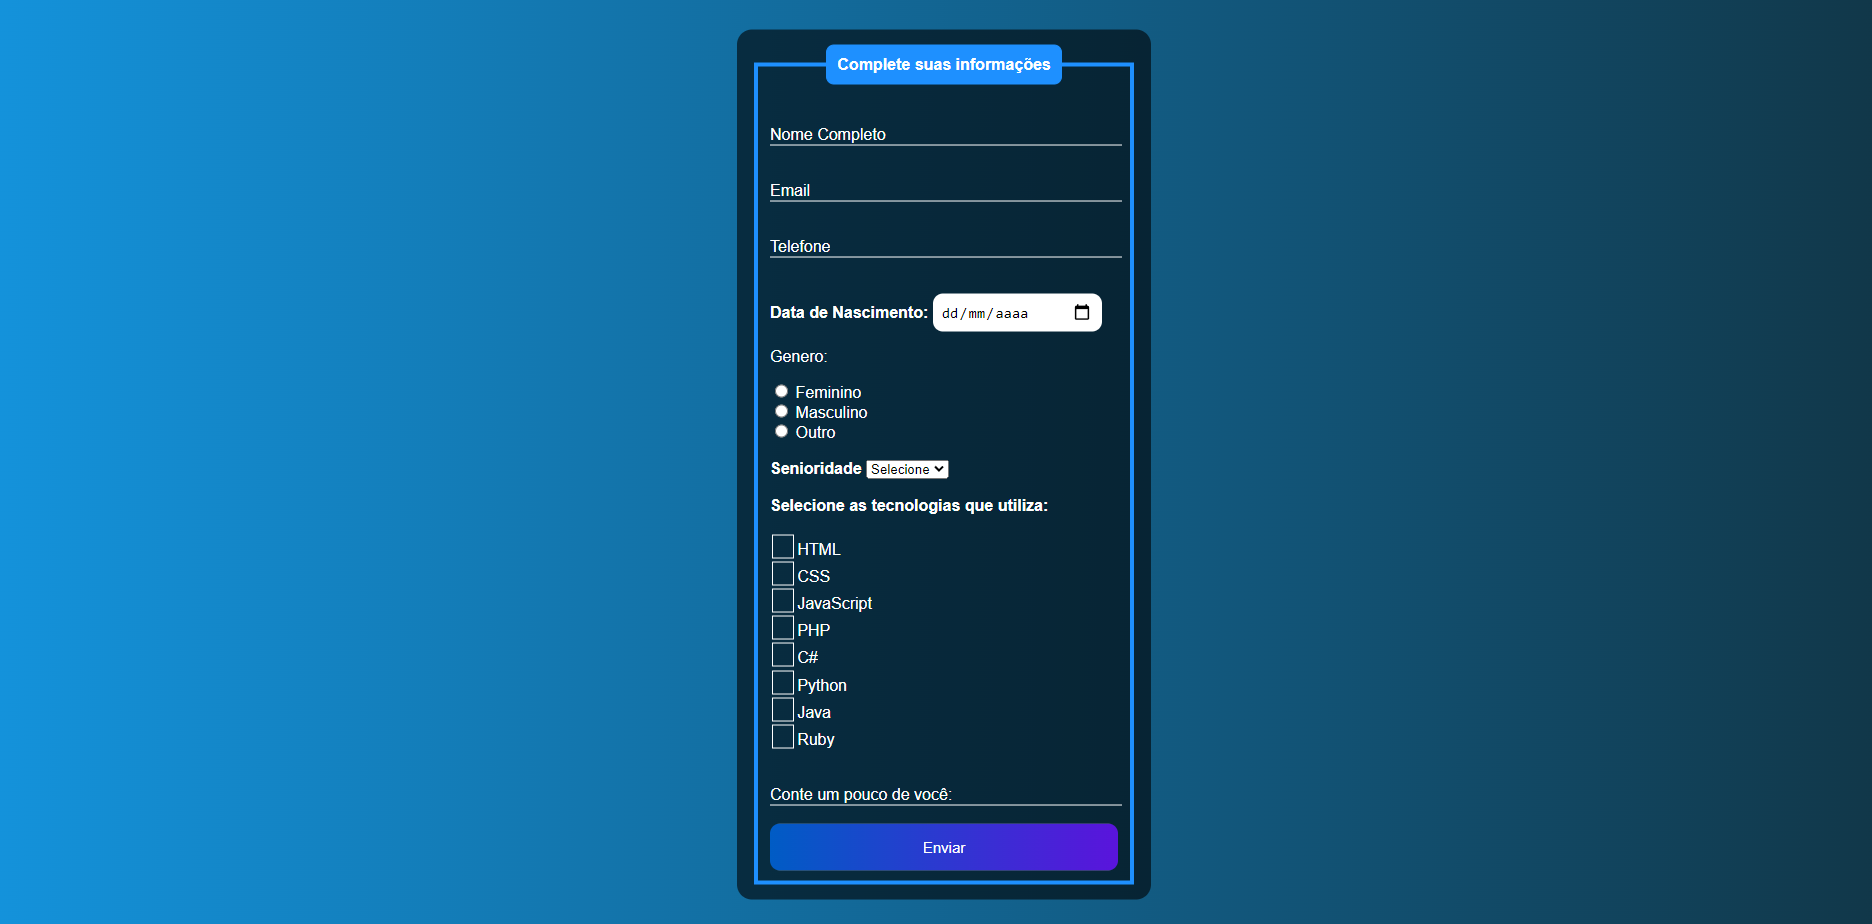 Complete suas informações
Nome Completo
Email
Telefone
Data de Nascimento: dd/mm/aaaa
Genero:
Feminino
Masculino
Outro
Senioridade Selecione
Selecione as tecnologias que utiliza:
HTML
CSS
JavaScript
PHP
C#
Python
Java
Ruby
Conte um pouco de você:
Enviar